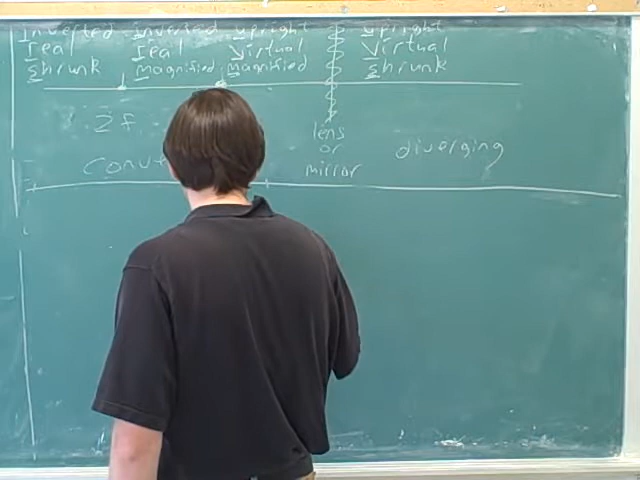 Inverted inverted upright upright
real real Virtual Virtual
Shrunk magnified magnified Shrunk
2f
lens
or diverging
mirror